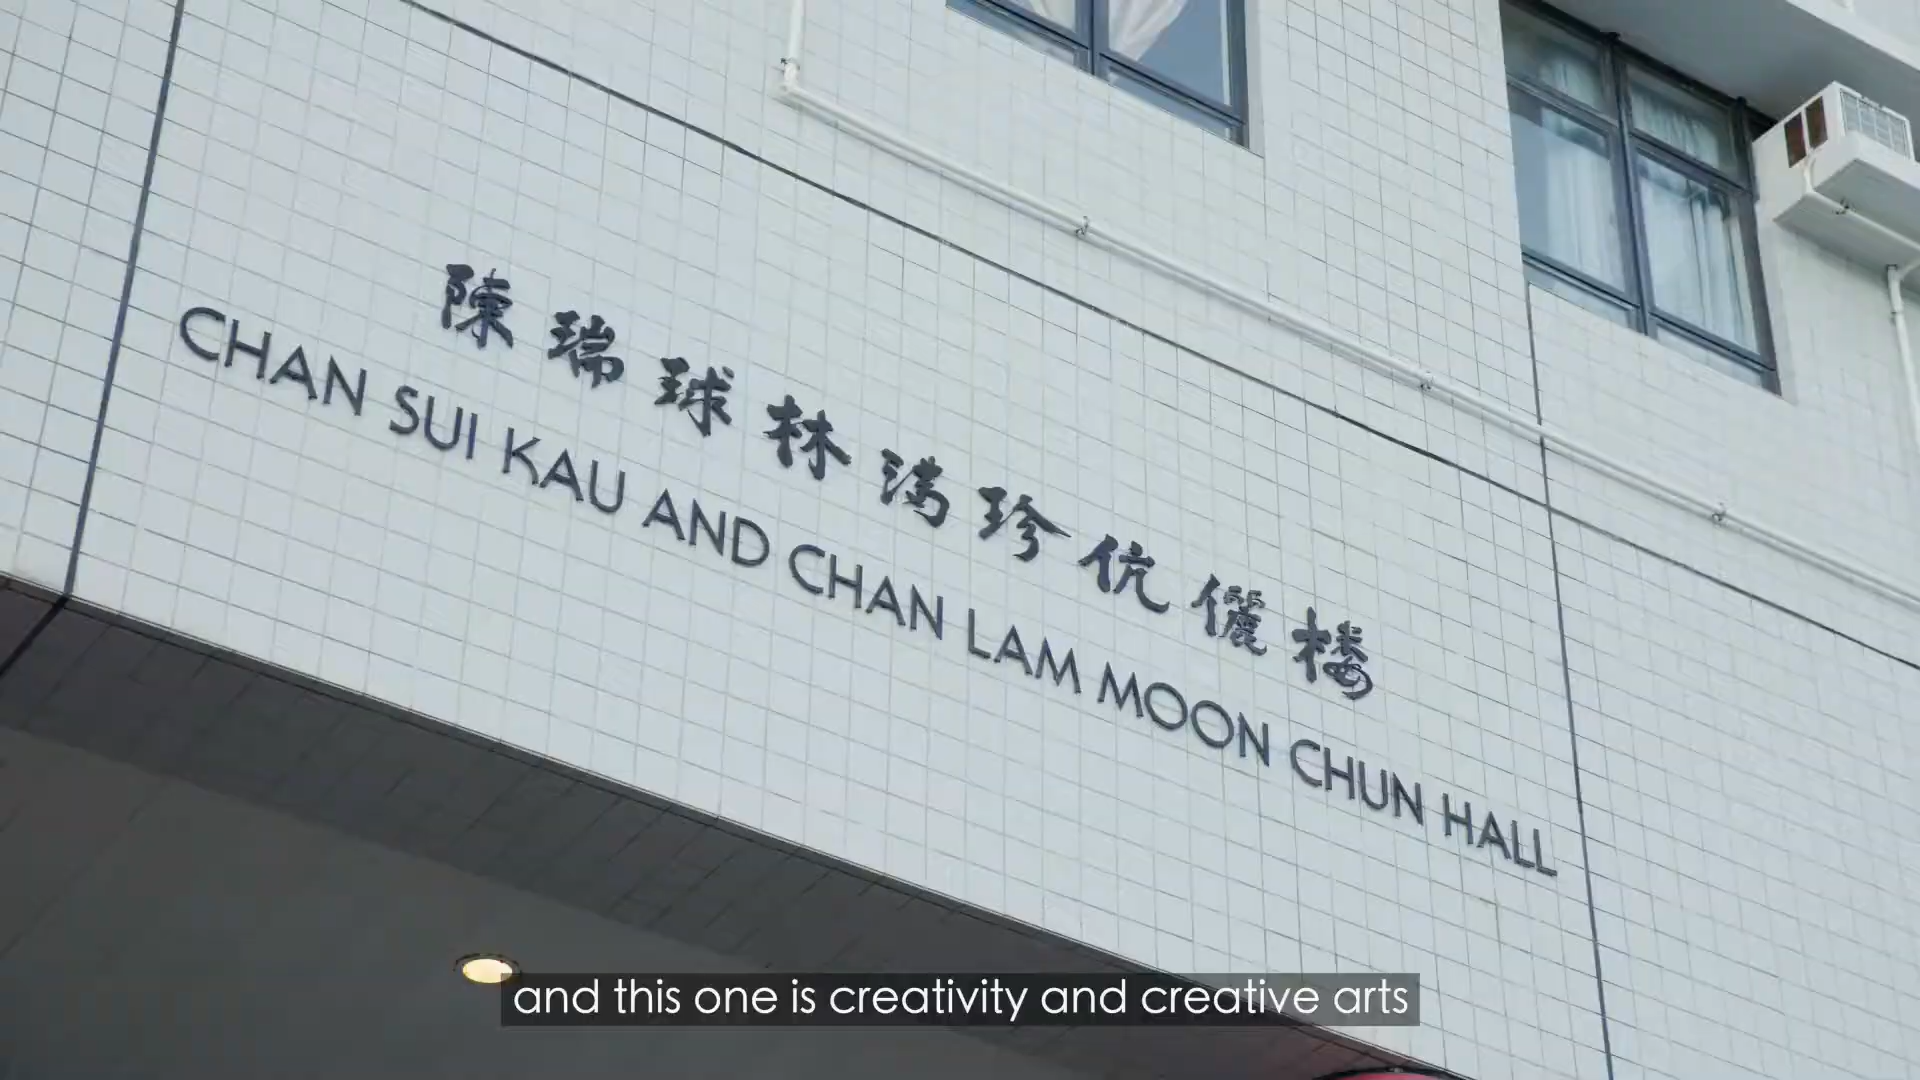 陳瑞球林滿珍伉儷樓
CHAN SUI KAU AND CHAN LAM MOON CHUN HALL
and this one is creativity and creative arts